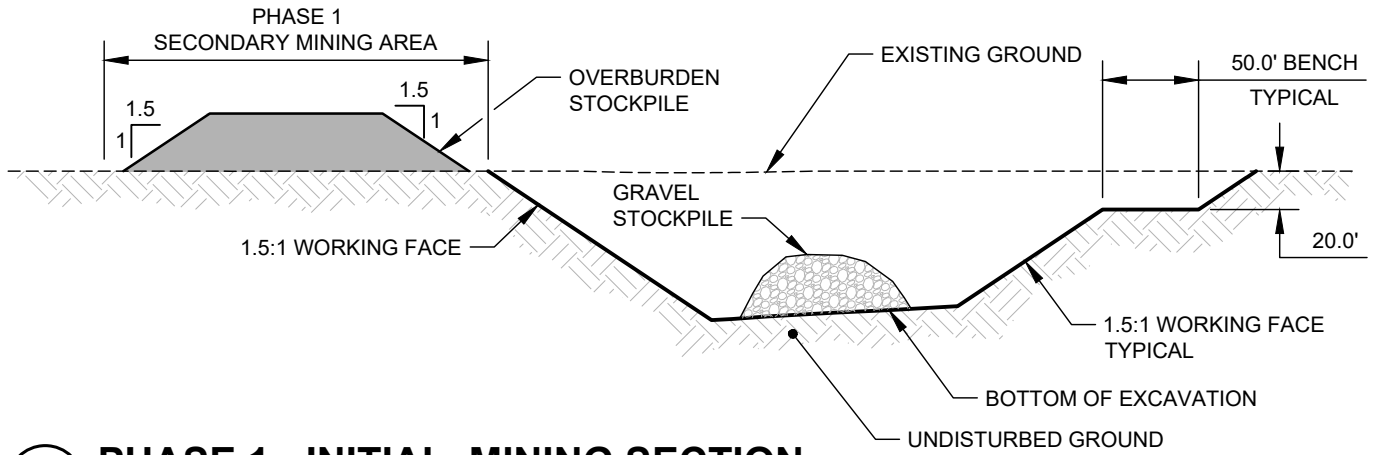 PHASE 1
SECONDARY MINING AREA
EXISTING GROUND
50.0' BENCH
TYPICAL
OVERBURDEN
STOCKPILE
1.5
1
1.5
1
GRAVEL
STOCKPILE
1.5:1 WORKING FACE
20.0'
1.5:1 WORKING FACE
TYPICAL
BOTTOM OF EXCAVATION
UNDISTURBED GROUND
PHASE 1 - INITIAL MINING SECTION